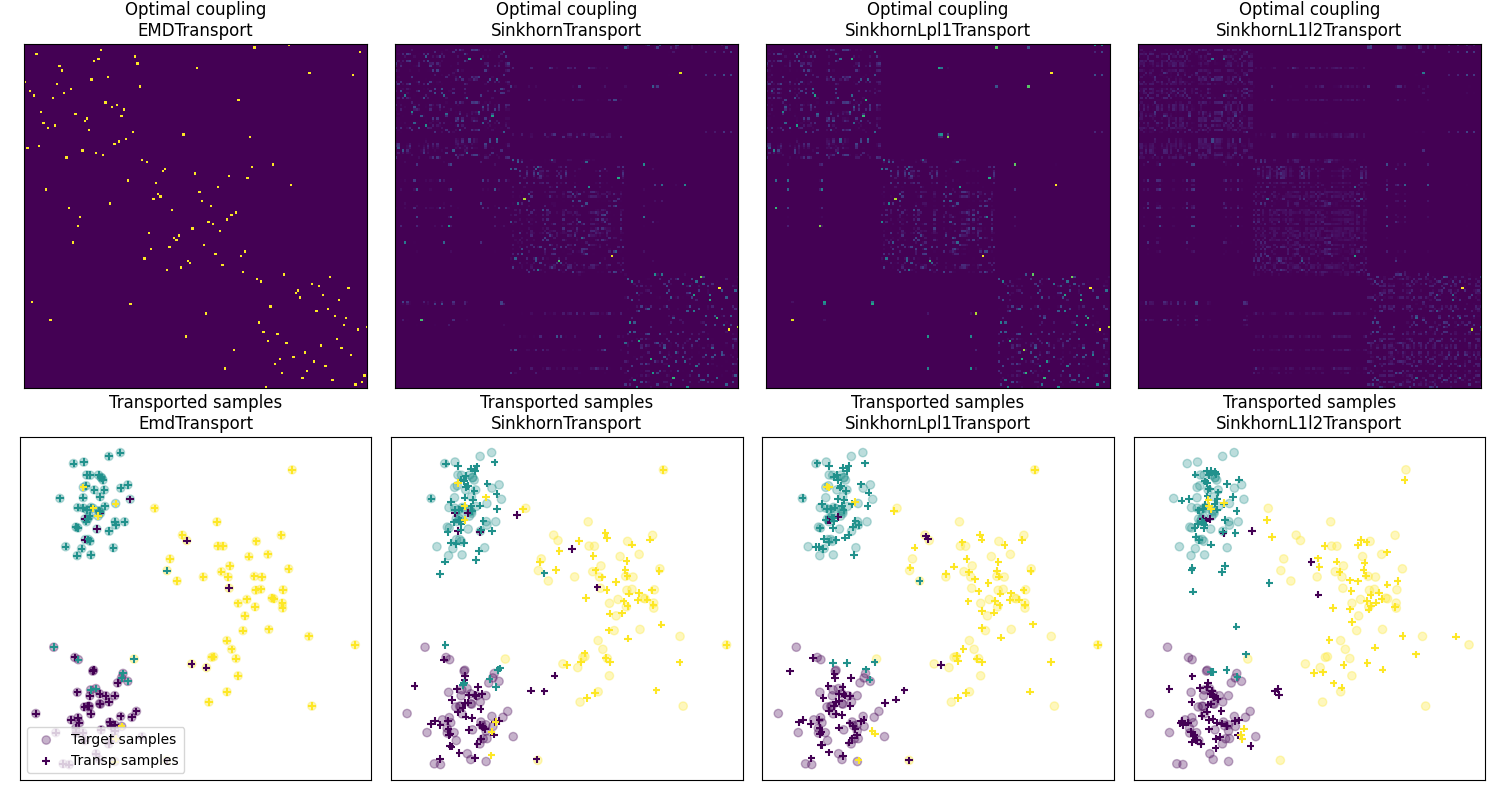 Optimal coupling
EMDTransport
Optimal coupling
SinkhornTransport
Optimal coupling
SinkhornLpl1Transport
Optimal coupling
SinkhornL1l2Transport
Transported samples
EmdTransport
Transported samples
SinkhornTransport
Transported samples
SinkhornLpl1Transport
Transported samples
SinkhornL1l2Transport
Target samples
Transp samples